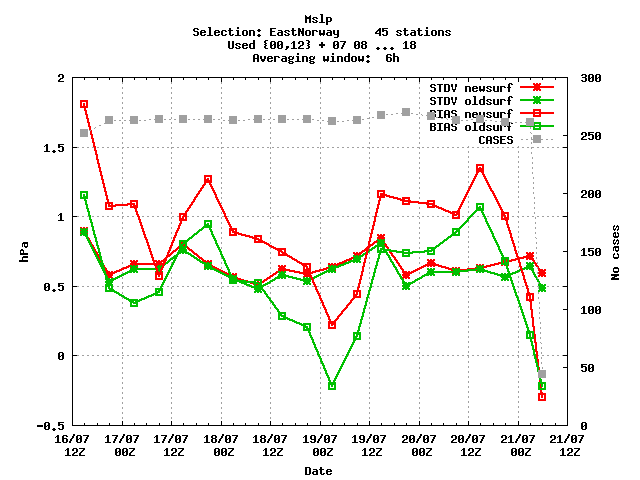 Mslp
Selection: EastNorway     45 stations
Used {00,12} + 07 08 ... 18
Averaging window:  6h
STDV newsurf
STDV oldsurf
BIAS newsurf
BIAS oldsurf
CASES
2
1.5
1
0.5
0
-0.5
hPa
300
250
200
150
100
50
0
No cases
16/07 17/07 17/07 18/07 18/07 19/07 19/07 20/07 20/07 21/07 21/07
12Z 00Z 12Z 00Z 12Z 00Z 12Z 00Z 12Z 00Z 12Z
Date